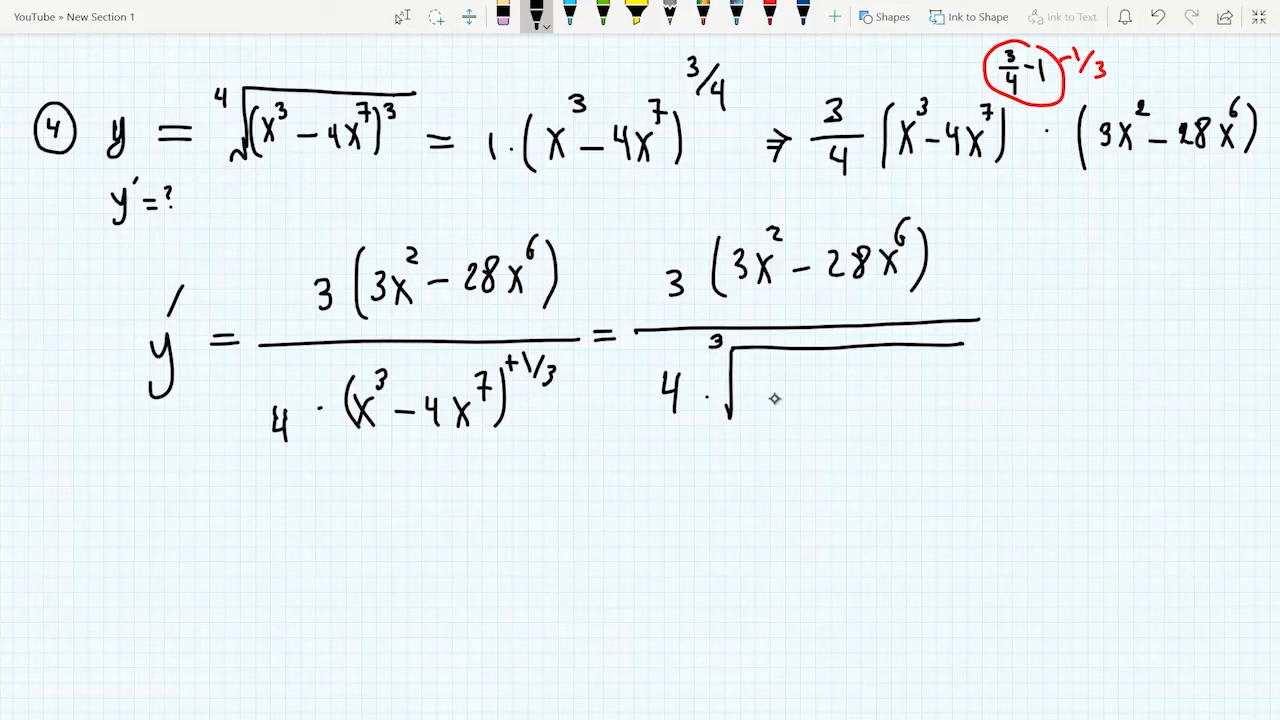 YouTube » New Section 1
Shapes Ink to Shape Ink to Text
④ y = ⁴√(x³ − 4x⁷)³ = 1 · (x³ − 4x⁷)^3/4 ⇒ 3/4 (x³ − 4x⁷)^(3/4 − 1) · (3x² − 28x⁶)
−1/3
y′ = ?
y′ = 3 (3x² − 28x⁶) / 4 · (x³ − 4x⁷)^+1/3 = 3 (3x² − 28x⁶) / 4 · ³√